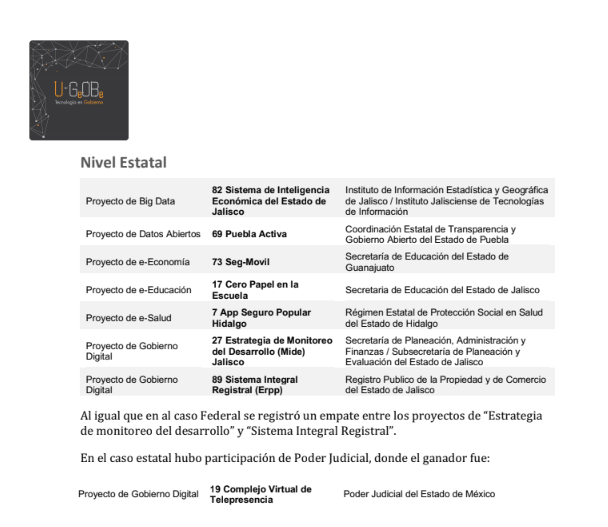 U-GOB
Tecnología en Gobierno
Nivel Estatal
Proyecto de Big Data
82 Sistema de Inteligencia
Económica del Estado de
Jalisco
Instituto de Información Estadística y Geográfica
de Jalisco / Instituto Jalisciense de Tecnologías
de Información
Proyecto de Datos Abiertos
69 Puebla Activa
Coordinación Estatal de Transparencia y
Gobierno Abierto del Estado de Puebla
Proyecto de e-Economía
73 Seg-Movil
Secretaría de Educación del Estado de
Guanajuato
Proyecto de e-Educación
17 Cero Papel en la
Escuela
Secretaria de Educación del Estado de Jalisco
Proyecto de e-Salud
7 App Seguro Popular
Hidalgo
Régimen Estatal de Protección Social en Salud
del Estado de Hidalgo
Proyecto de Gobierno
Digital
27 Estrategia de Monitoreo
del Desarrollo (Mide)
Jalisco
Secretaría de Planeación, Administración y
Finanzas / Subsecretaría de Planeación y
Evaluación del Estado de Jalisco
Proyecto de Gobierno
Digital
89 Sistema Integral
Registral (Erpp)
Registro Publico de la Propiedad y de Comercio
del Estado de Jalisco
Al igual que en al caso Federal se registró un empate entre los proyectos de “Estrategia
de monitoreo del desarrollo” y “Sistema Integral Registral”.
En el caso estatal hubo participación de Poder Judicial, donde el ganador fue:
Proyecto de Gobierno Digital
19 Complejo Virtual de
Telepresencia
Poder Judicial del Estado de México